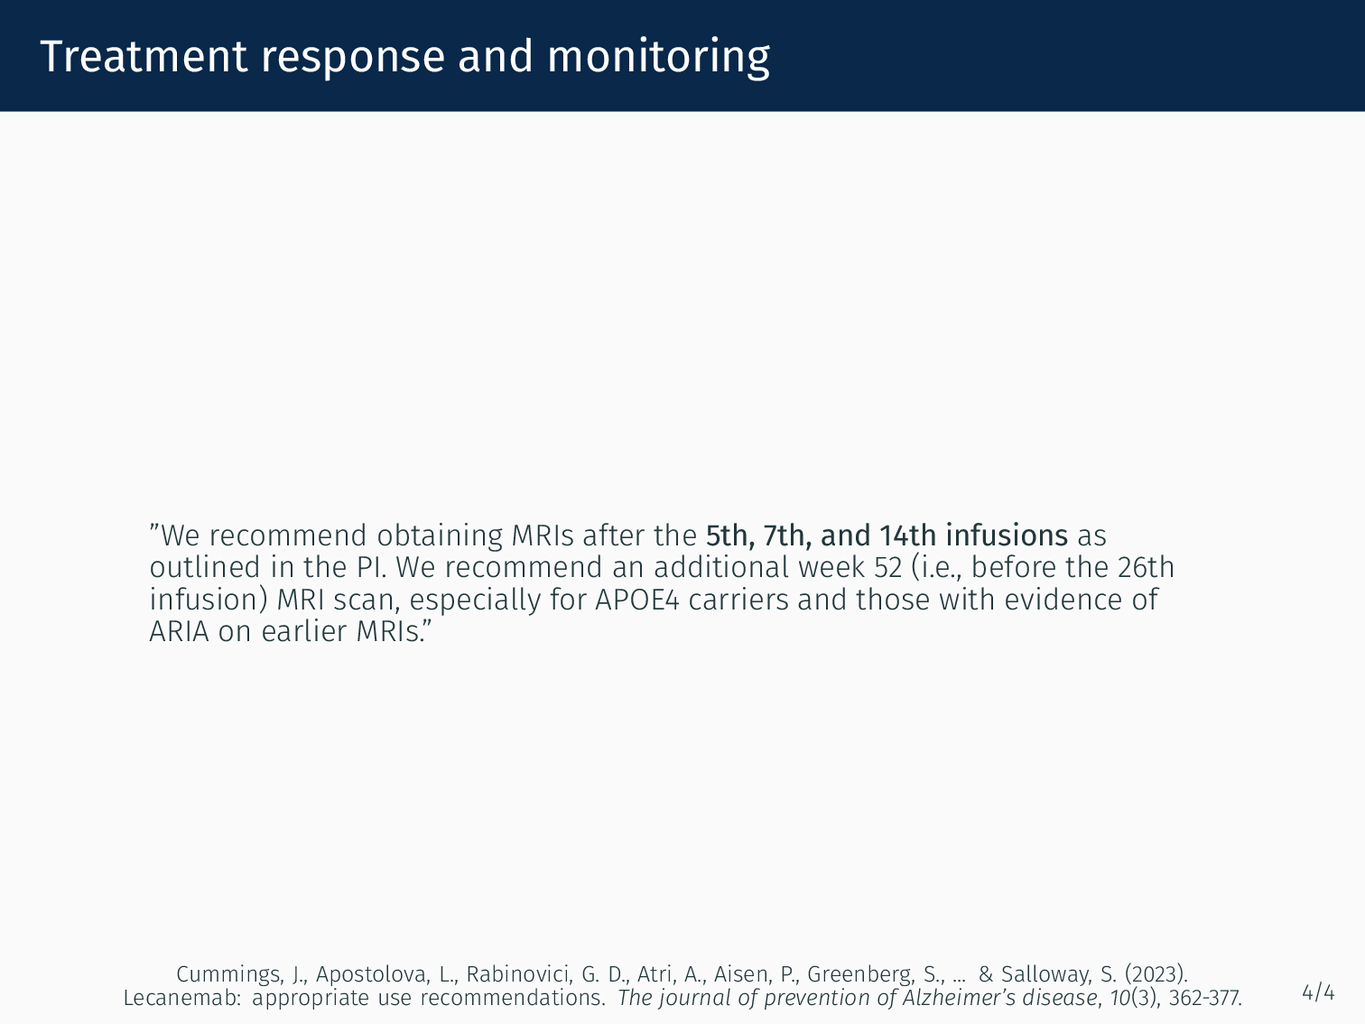 Treatment response and monitoring
”We recommend obtaining MRIs after the 5th, 7th, and 14th infusions as
outlined in the PI. We recommend an additional week 52 (i.e., before the 26th
infusion) MRI scan, especially for APOE4 carriers and those with evidence of
ARIA on earlier MRIs.”
Cummings, J., Apostolova, L., Rabinovici, G. D., Atri, A., Aisen, P., Greenberg, S., ... & Salloway, S. (2023).
Lecanemab: appropriate use recommendations. The journal of prevention of Alzheimer’s disease, 10(3), 362-377.
4/4